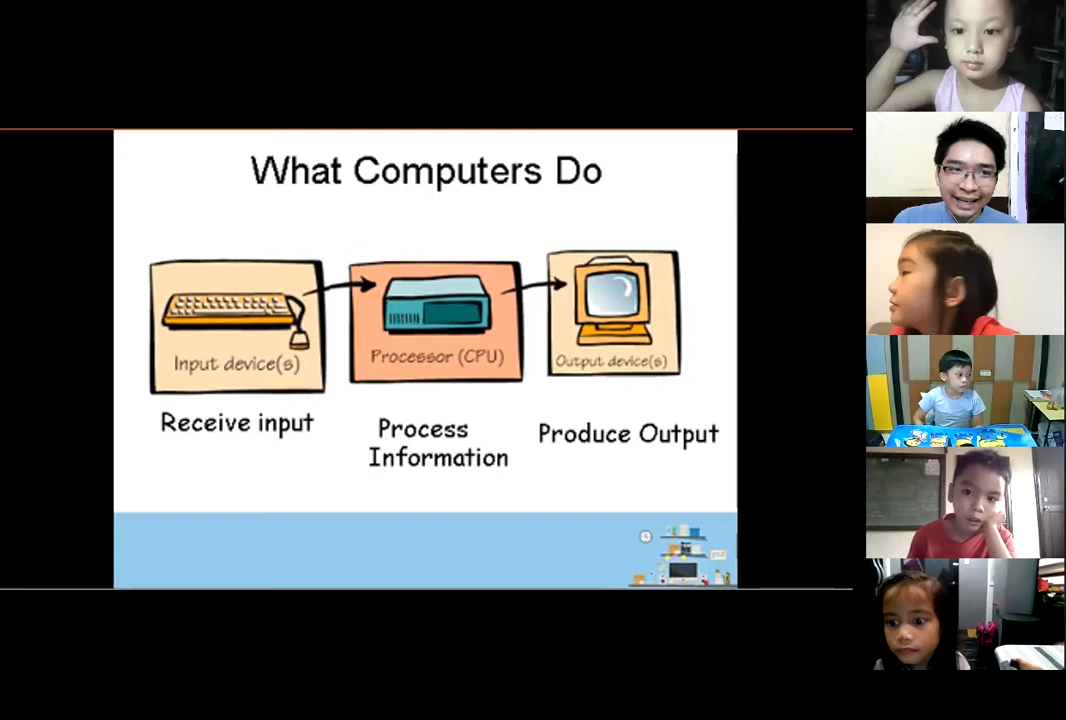 What Computers Do
Input device(s)
Processor (CPU)
Output device(s)
Receive input
Process
Information
Produce Output